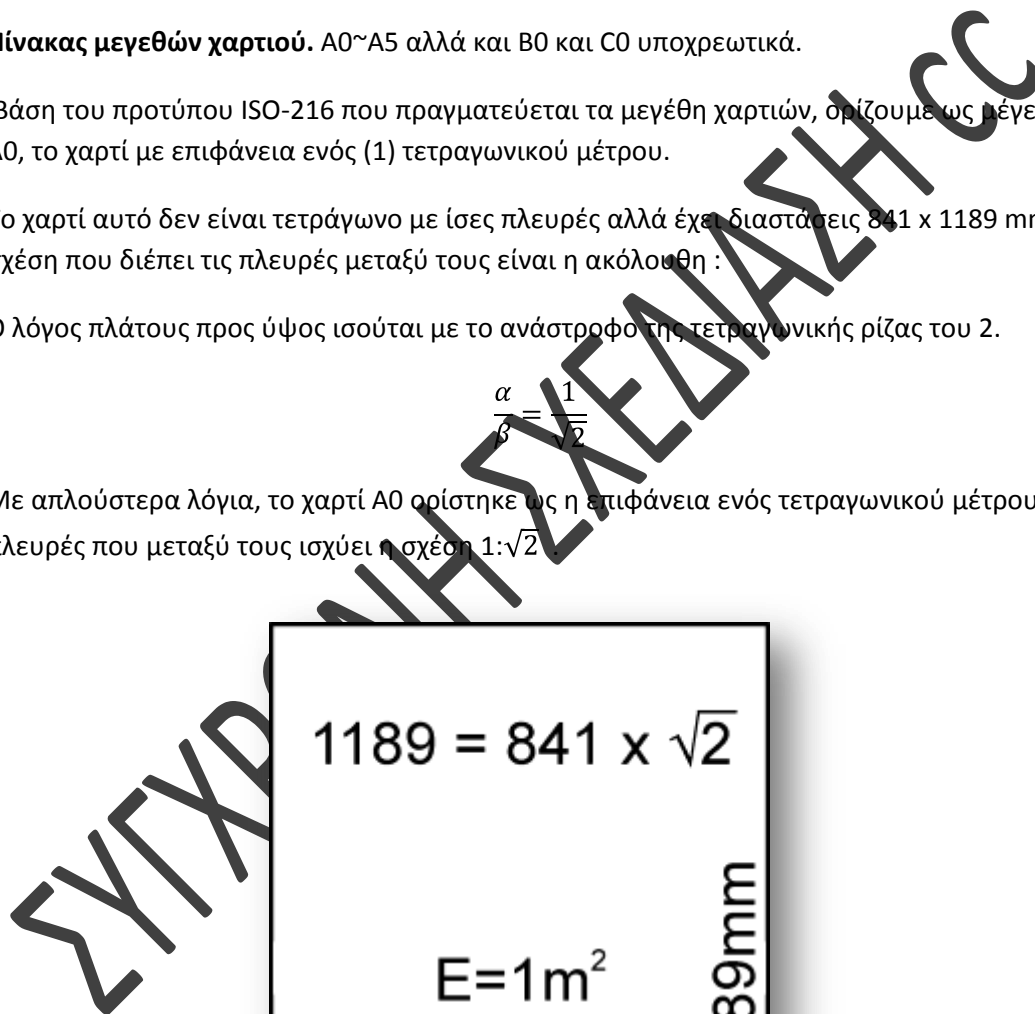 Πίνακας μεγεθών χαρτιού. A0~A5 αλλά και B0 και C0 υποχρεωτικά.
Βάση του προτύπου ISO-216 που πραγματεύεται τα μεγέθη χαρτιών, ορίζουμε ως μέγε
A0, το χαρτί με επιφάνεια ενός (1) τετραγωνικού μέτρου.
Το χαρτί αυτό δεν είναι τετράγωνο με ίσες πλευρές αλλά έχει διαστάσεις 841 x 1189 mm
σχέση που διέπει τις πλευρές μεταξύ τους είναι η ακόλουθη :
Ο λόγος πλάτους προς ύψος ισούται με το ανάστροφο της τετραγωνικής ρίζας του 2.
α/β = 1/√2
Με απλούστερα λόγια, το χαρτί A0 ορίστηκε ως η επιφάνεια ενός τετραγωνικού μέτρου
πλευρές που μεταξύ τους ισχύει η σχέση 1:√2 .
1189 = 841 x √2
E=1m²
89mm
ΣΧΕΔΙΑΣΗ CC